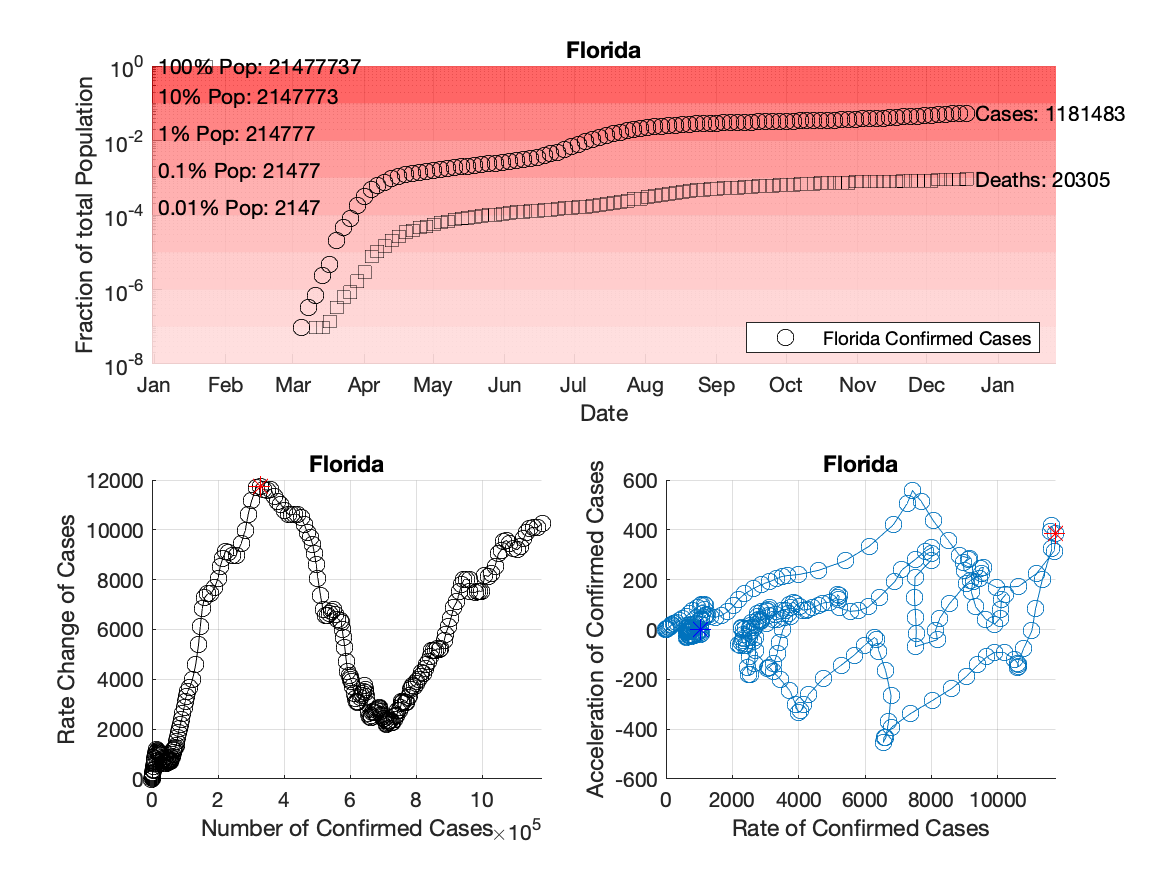 Florida
10^0
100% Pop: 21477737
10% Pop: 2147773
Cases: 1181483
10^-2
1% Pop: 214777
0.1% Pop: 21477
Deaths: 20305
10^-4
0.01% Pop: 2147
10^-6
10^-8
Fraction of total Population
Florida Confirmed Cases
Jan Feb Mar Apr May Jun Jul Aug Sep Oct Nov Dec Jan
Date
Florida
12000
10000
8000
6000
4000
2000
0
Rate Change of Cases
0 2 4 6 8 10
Number of Confirmed Cases ×10^5
Florida
600
400
200
0
-200
-400
-600
Acceleration of Confirmed Cases
0 2000 4000 6000 8000 10000
Rate of Confirmed Cases